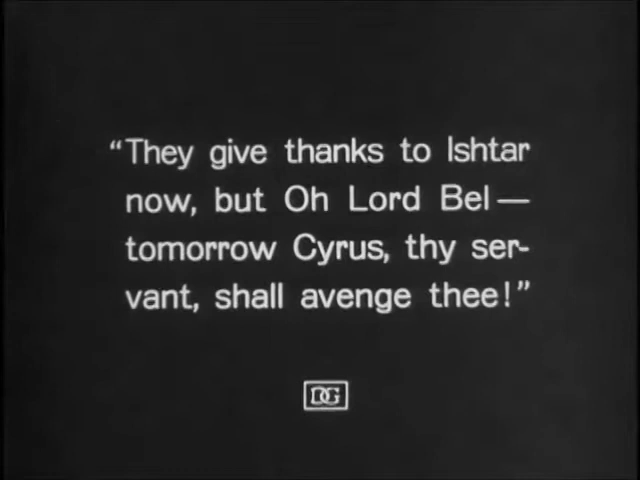 “They give thanks to Ishtar
now, but Oh Lord Bel—
tomorrow Cyrus, thy ser-
vant, shall avenge thee!”
DG